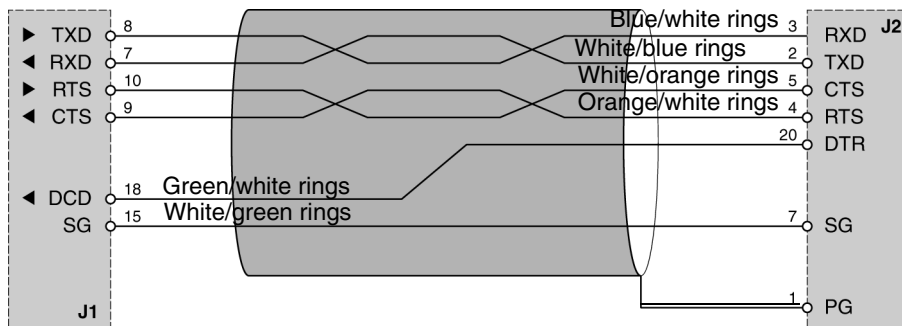 Blue/white rings
8 3 J2
TXD RXD
White/blue rings
7 2
RXD TXD
White/orange rings
10 5
RTS CTS
Orange/white rings
9 4
CTS RTS
20
DTR
Green/white rings
18
DCD
White/green rings
15 7
SG SG
1
J1 PG